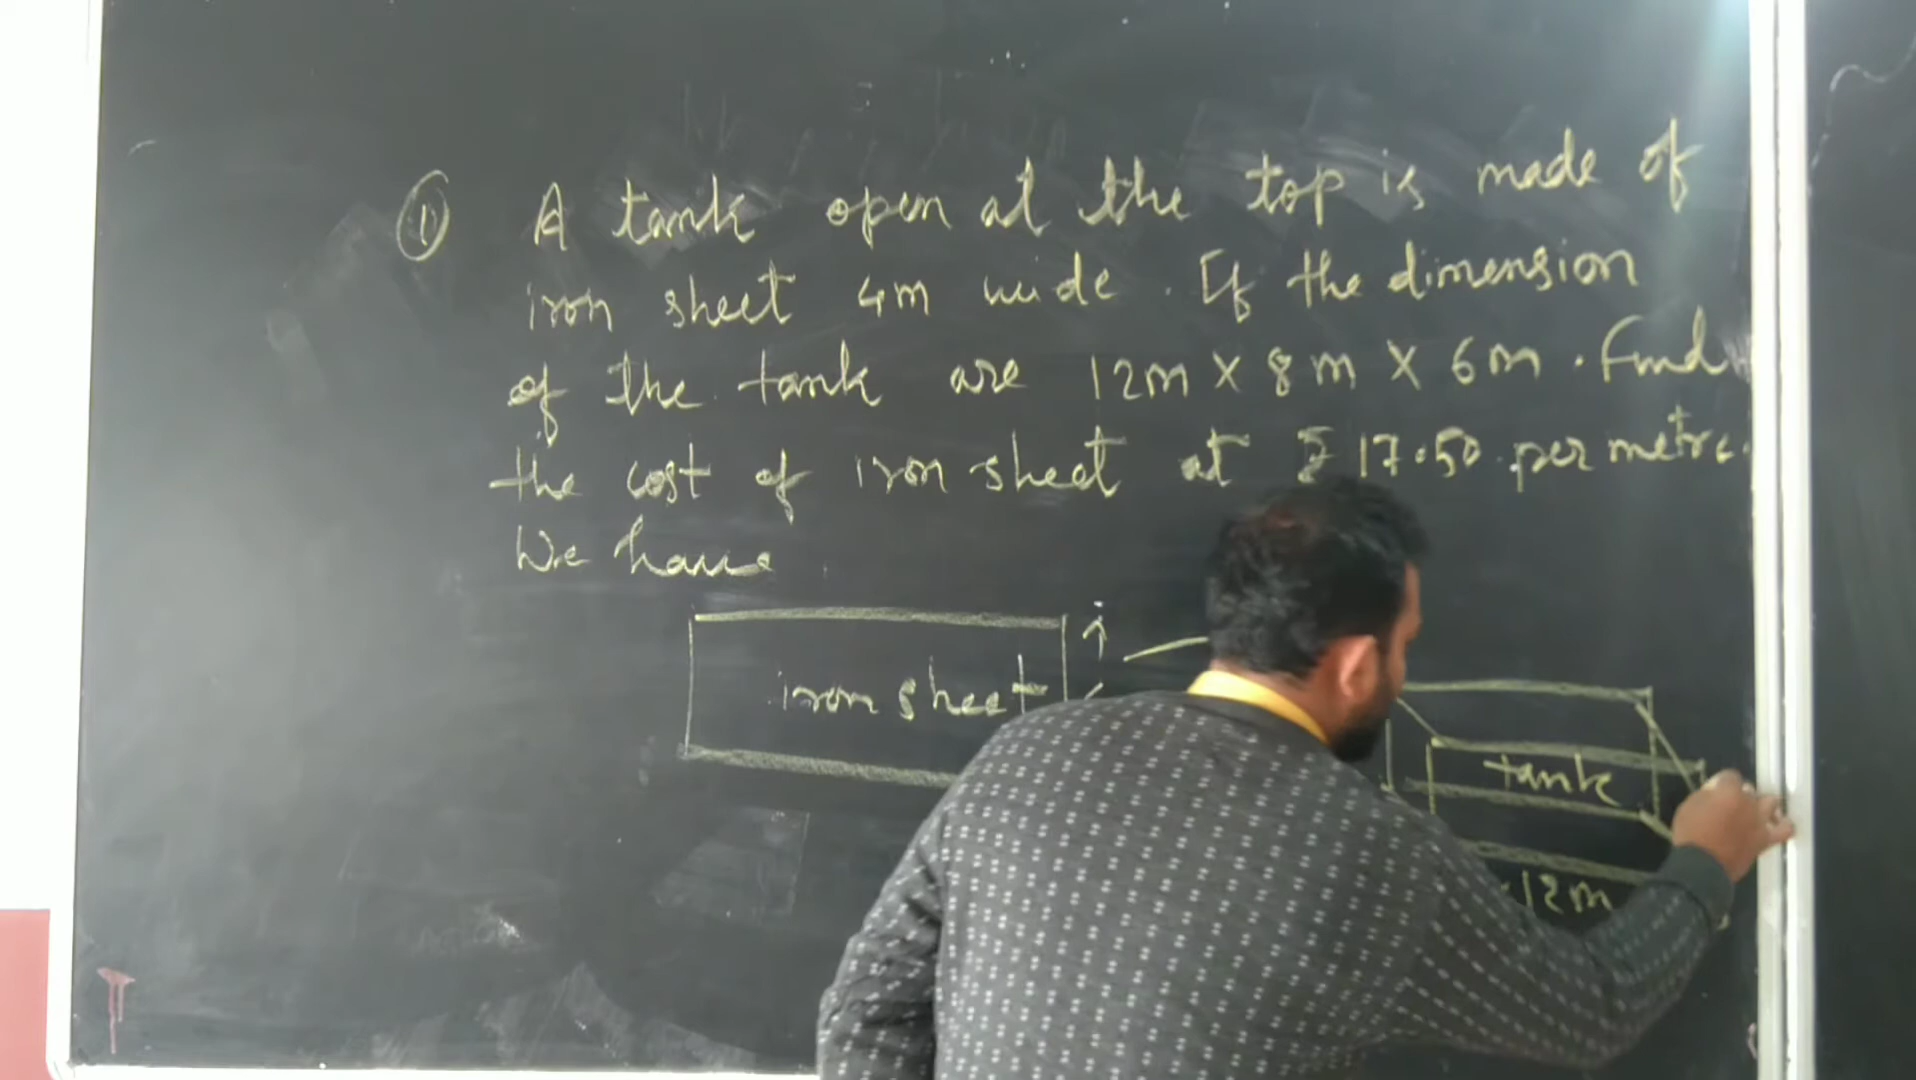 ① A tank open at the top is made of
iron sheet 4m wide. If the dimension
of the tank are 12m X 8m X 6m. Find
the cost of iron sheet at ₹ 17.50 per metre.
We have
iron sheet
tank
12m